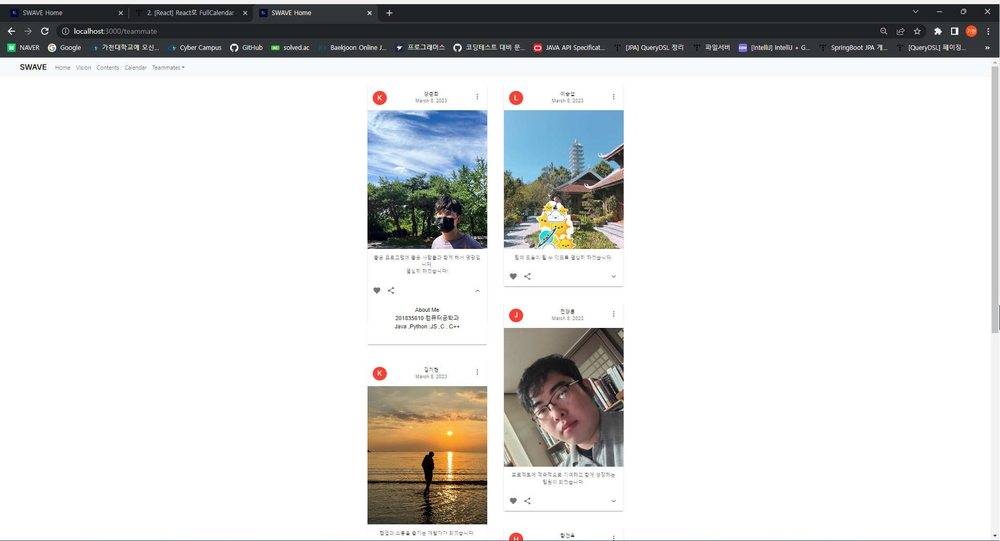 SWAVE Home
2. [React] React로 FullCalendar
SWAVE Home
localhost:3000/teammate
기현
NAVER
Google
가천대학교에 오신...
Cyber Campus
GitHub
AC
solved.ac
Baekjoon Online J...
프로그래머스
코딩테스트 대비 문...
JAVA API Specificat...
[JPA] QueryDSL 정리
파일서버
GDH
[IntelliJ] IntelliJ + G...
SpringBoot JPA 게...
[QueryDSL] 페이징...
SWAVE
Home
Vision
Contents
Calendar
Teammates
K
강준희
March 8, 2023
좋은 프로그램에 좋은 사람들과 함께 해서 영광입
니다.
열심히 하겠습니다!
About Me
201835610 컴퓨터공학과
Java ,Python ,JS ,C , C++
K
김기현
March 8, 2023
협업과 소통을 즐기는 개발자가 되겠습니다.
L
이승섭
March 8, 2023
팀에 도움이 될 수 있도록 열심히 하겠습니다.
J
전강훈
March 8, 2023
프로젝트에 적극적으로 기여하고 함께 성장하는
팀원이 되겠습니다.
H
함건욱